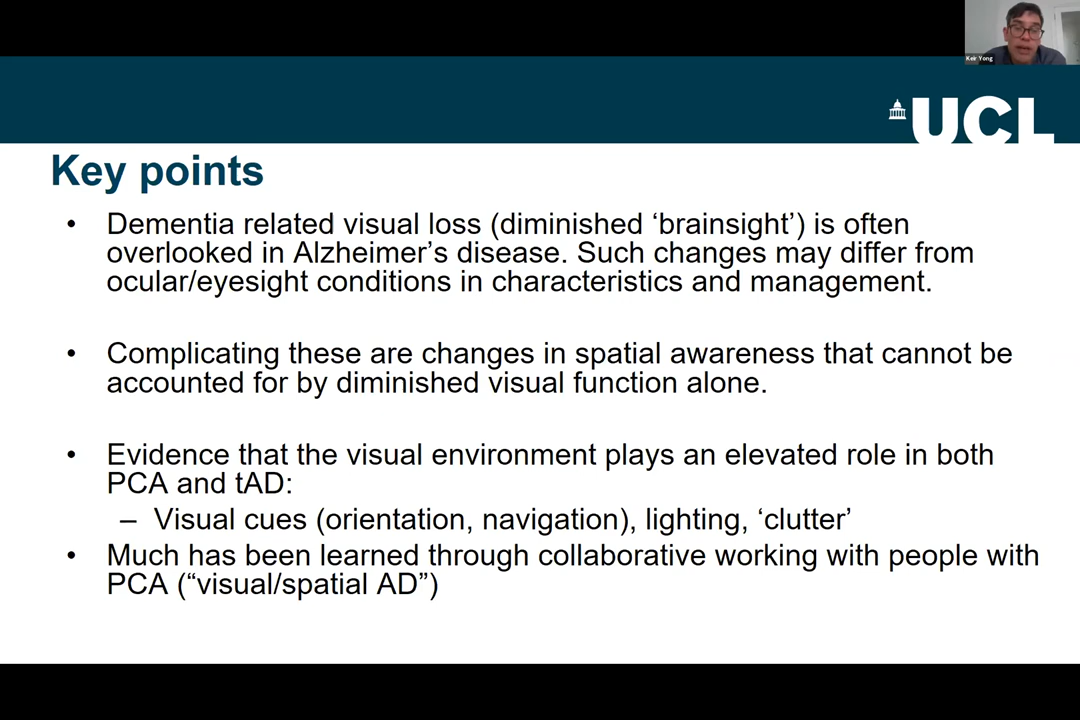 Keir Yong
UCL
Key points
• Dementia related visual loss (diminished ‘brainsight’) is often
overlooked in Alzheimer’s disease. Such changes may differ from
ocular/eyesight conditions in characteristics and management.
• Complicating these are changes in spatial awareness that cannot be
accounted for by diminished visual function alone.
• Evidence that the visual environment plays an elevated role in both
PCA and tAD:
– Visual cues (orientation, navigation), lighting, ‘clutter’
• Much has been learned through collaborative working with people with
PCA (“visual/spatial AD”)